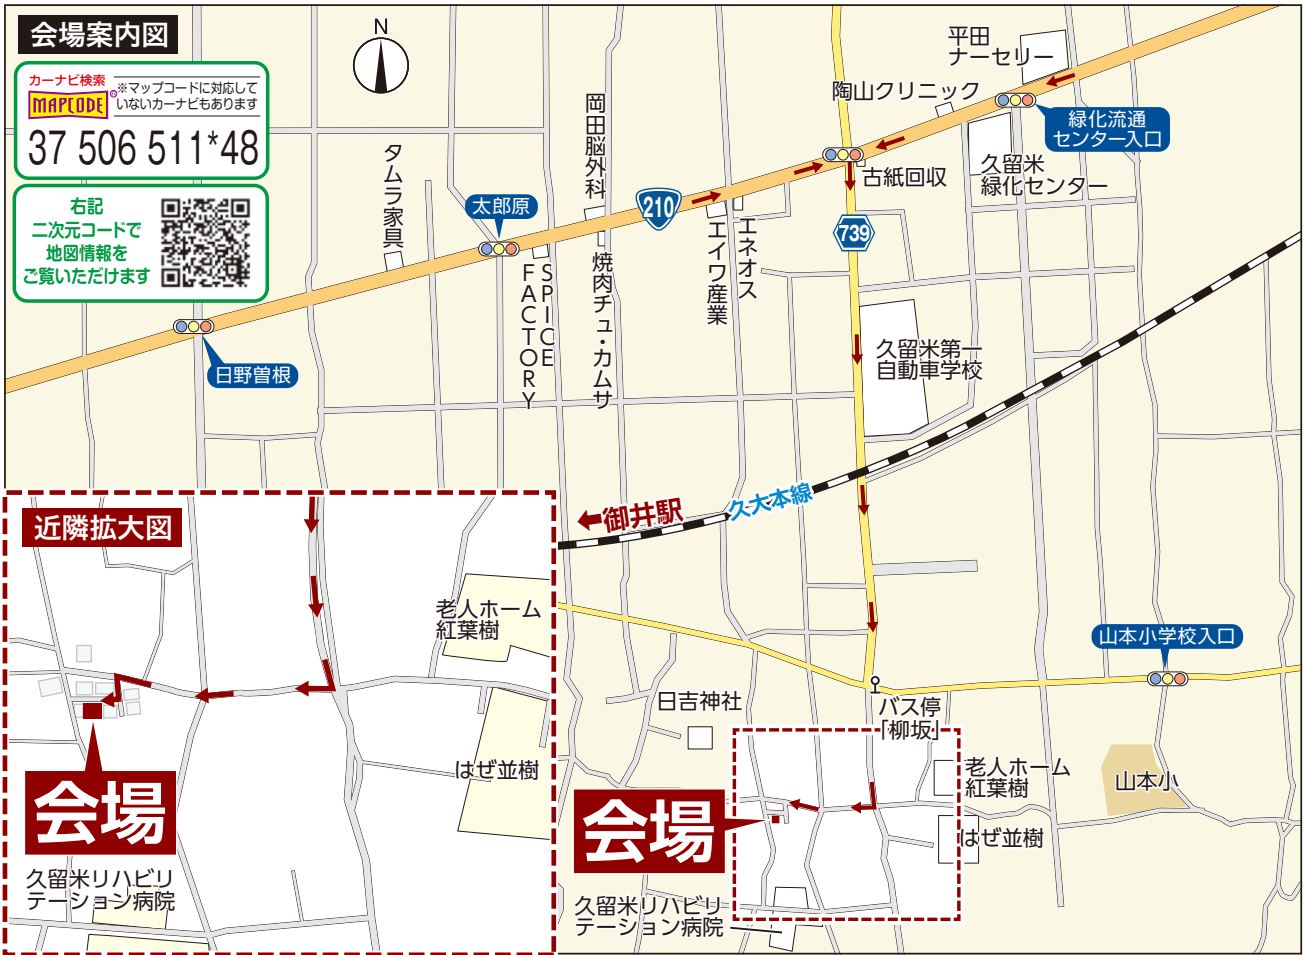 会場案内図
カーナビ検索
MAPCODE®
※マップコードに対応して
いないカーナビもあります
37 506 511*48
右記
二次元コードで
地図情報を
ご覧いただけます
N
平田
ナーセリー
陶山クリニック
緑化流通
センター入口
久留米
緑化センター
古紙回収
岡田脳外科
タムラ家具
太郎原
210
739
エネオス
エイワ産業
SPICE
FACTORY
焼肉チュ・カムサ
日野曽根
久留米第一
自動車学校
久大本線
御井駅
近隣拡大図
老人ホーム
紅葉樹
はぜ並樹
会場
久留米リハビリ
テーション病院
山本小学校入口
日吉神社
バス停
「柳坂」
老人ホーム
紅葉樹
山本小
はぜ並樹
会場
久留米リハビリ
テーション病院